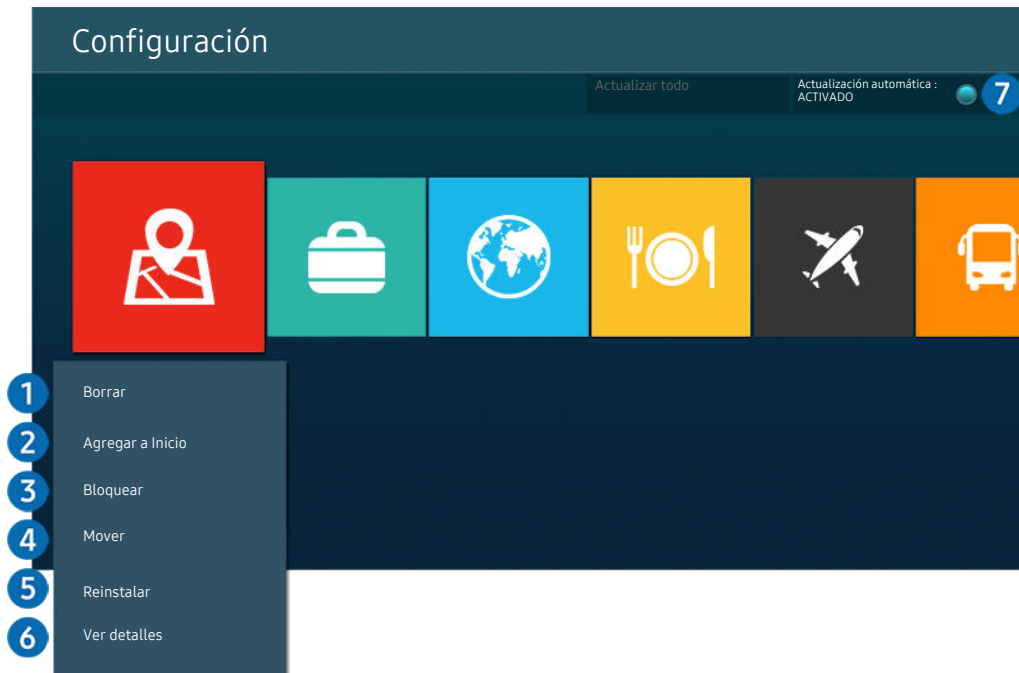 Configuración
Actualizar todo
Actualización automática :
ACTIVADO
7
1 Borrar
2 Agregar a Inicio
3 Bloquear
4 Mover
5 Reinstalar
6 Ver detalles